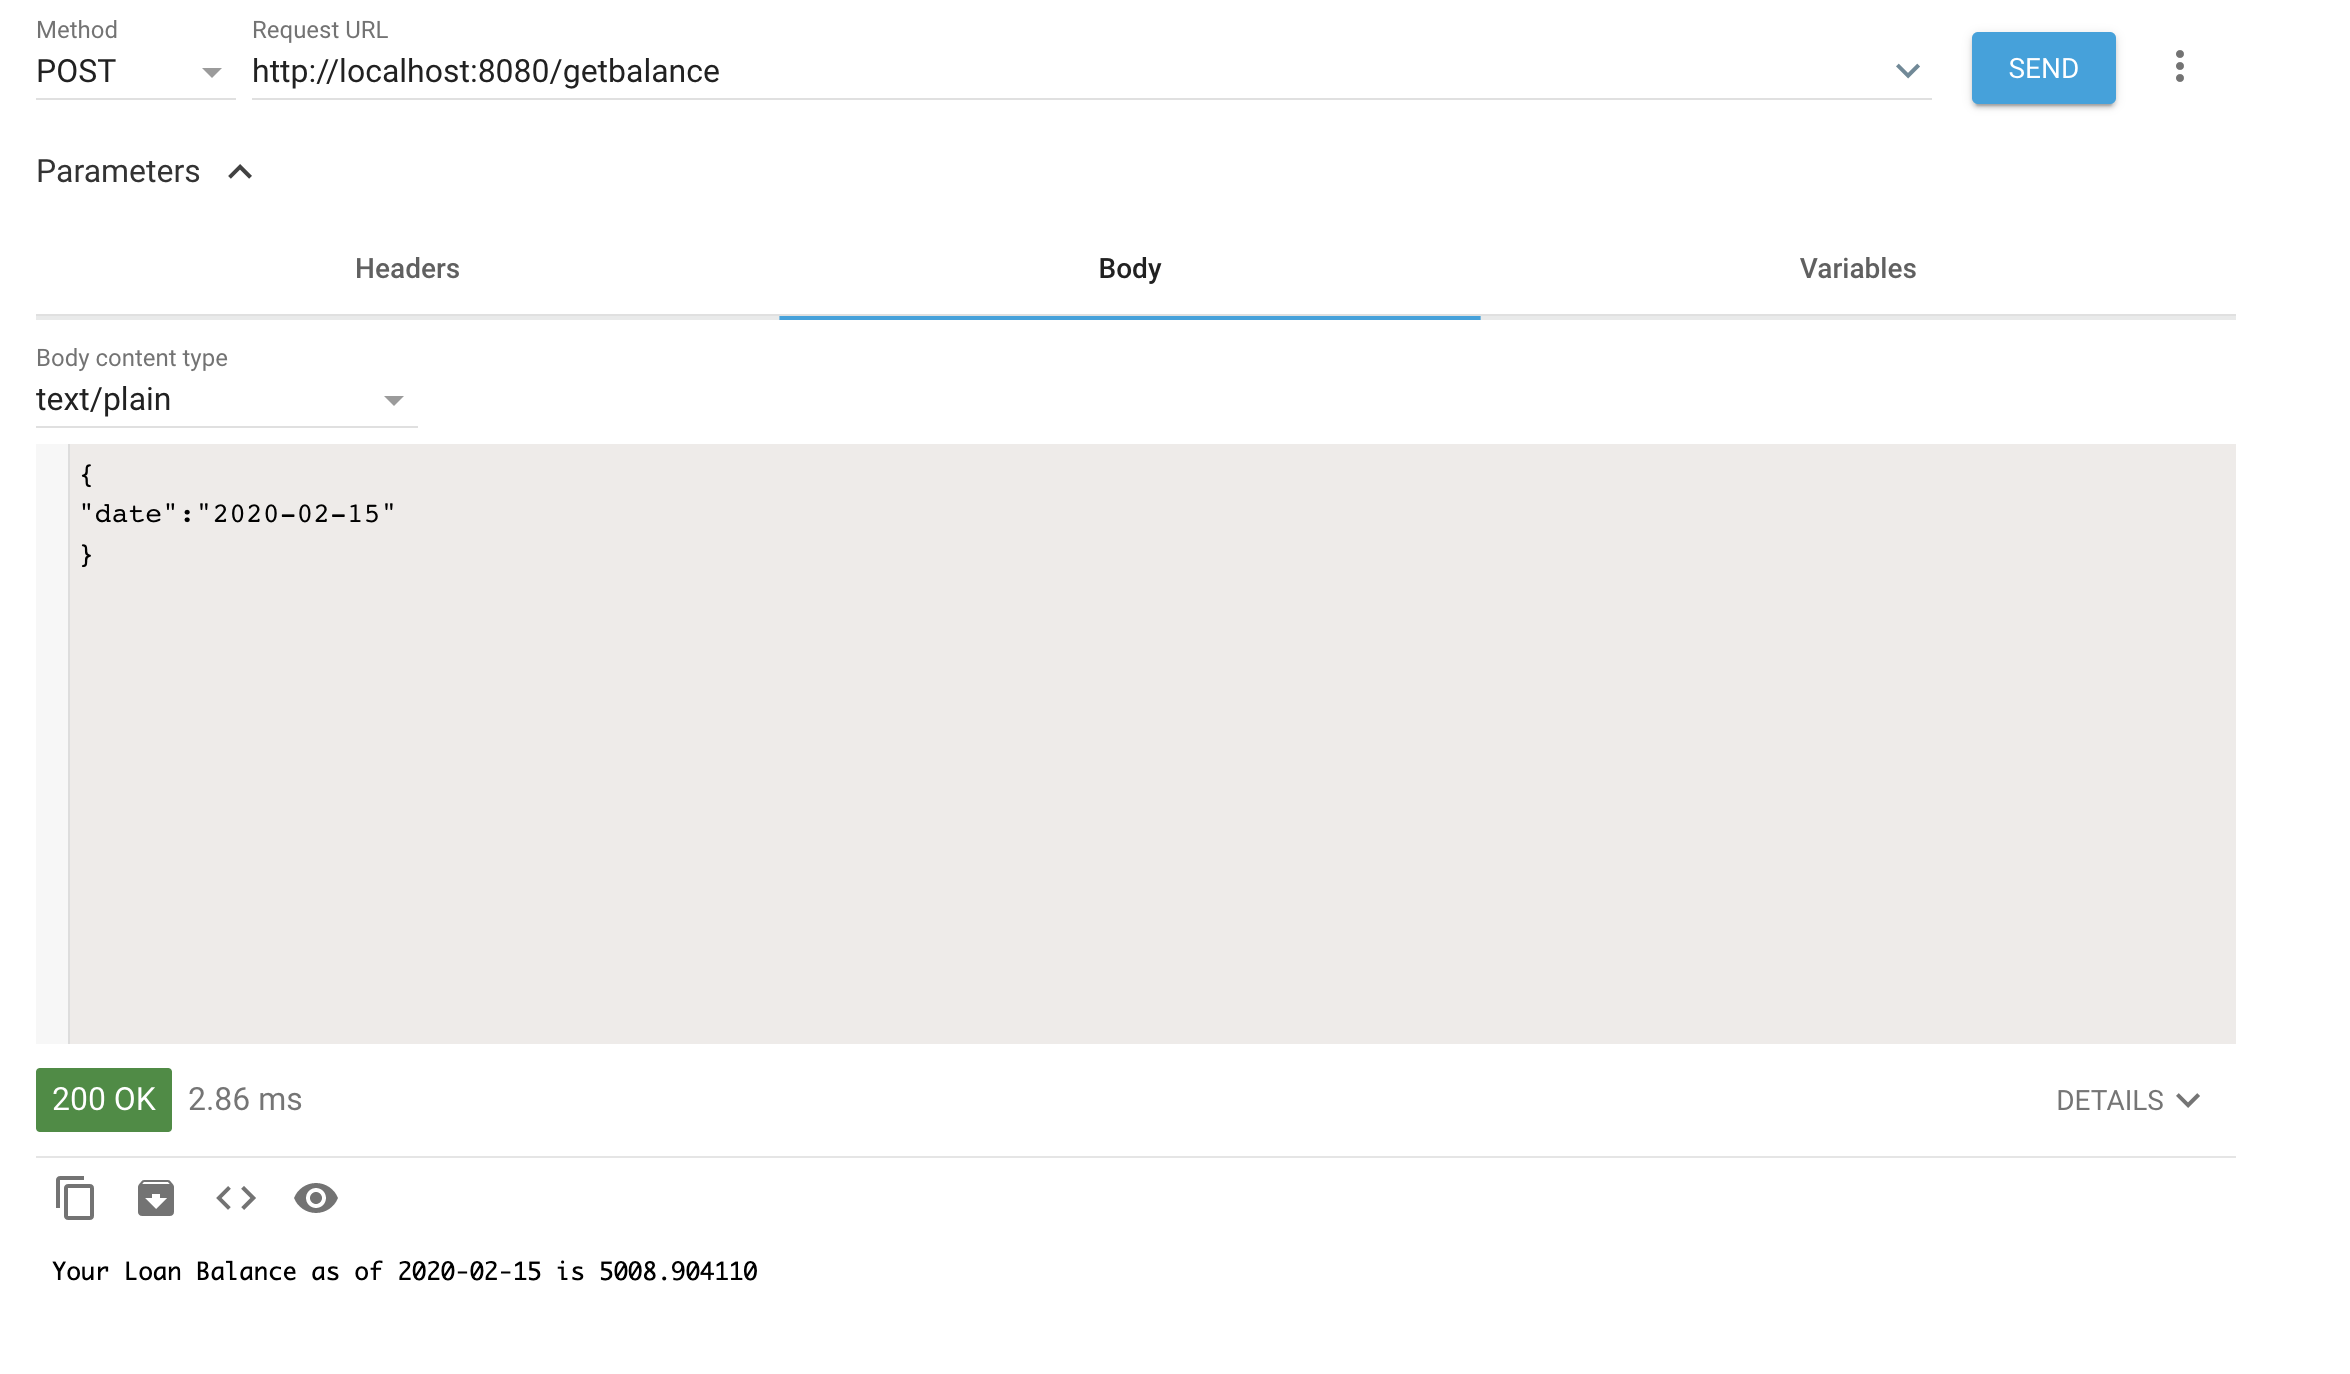 Method
POST
Request URL
http://localhost:8080/getbalance
SEND
Parameters
Headers
Body
Variables
Body content type
text/plain
{
"date":"2020-02-15"
}
200 OK
2.86 ms
DETAILS
Your Loan Balance as of 2020-02-15 is 5008.904110